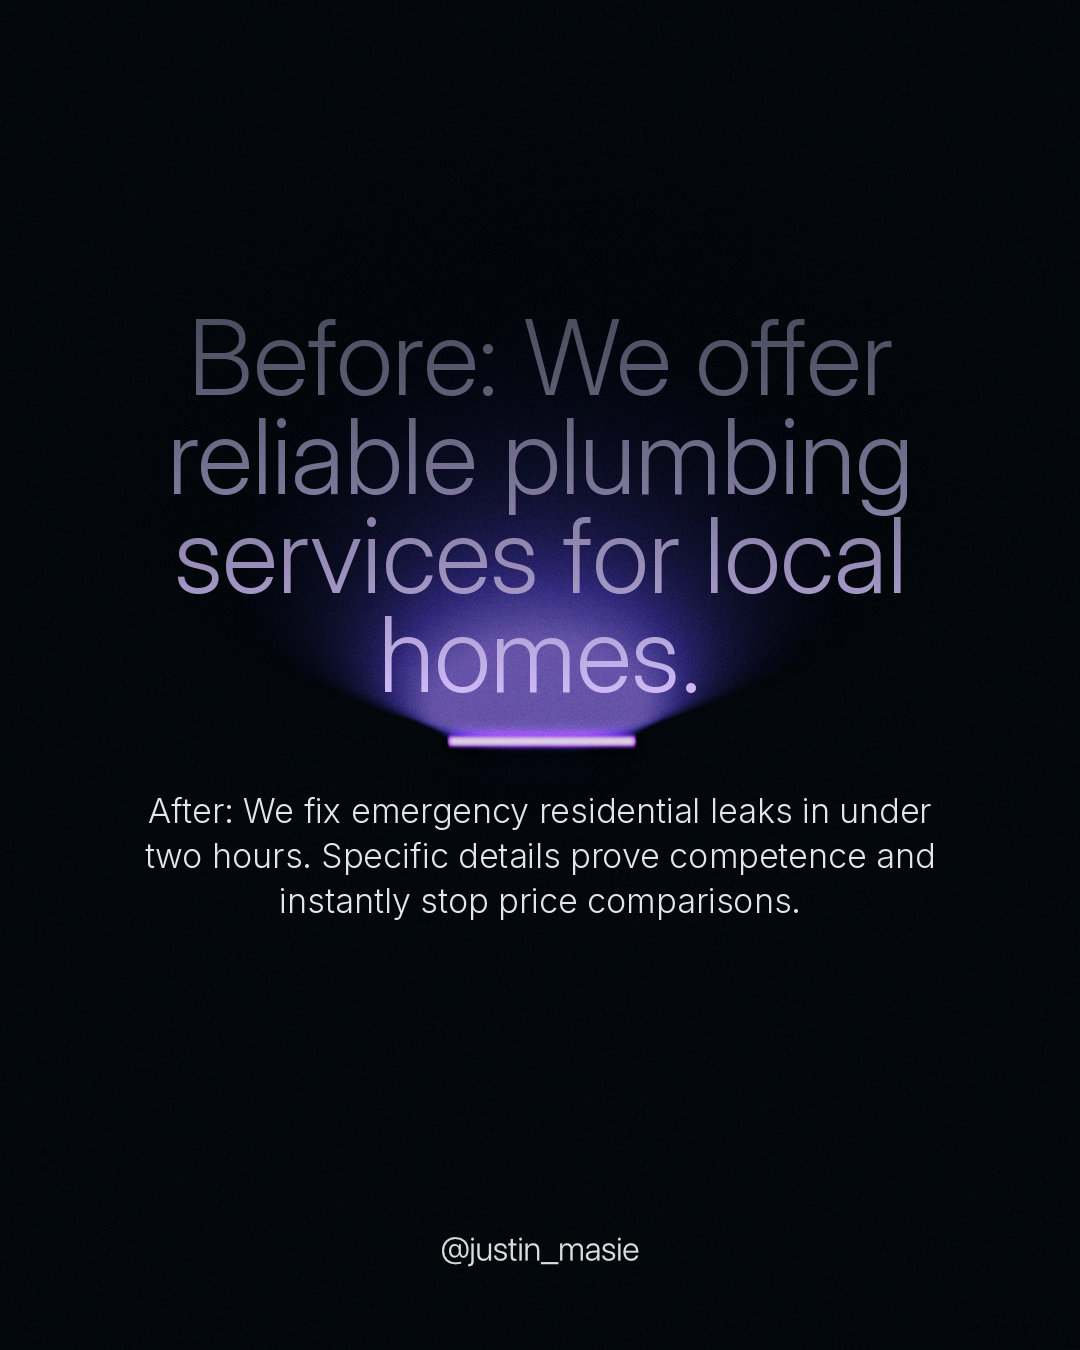 Before: We offer
reliable plumbing
services for local
homes.
After: We fix emergency residential leaks in under
two hours. Specific details prove competence and
instantly stop price comparisons.
@justin_masie